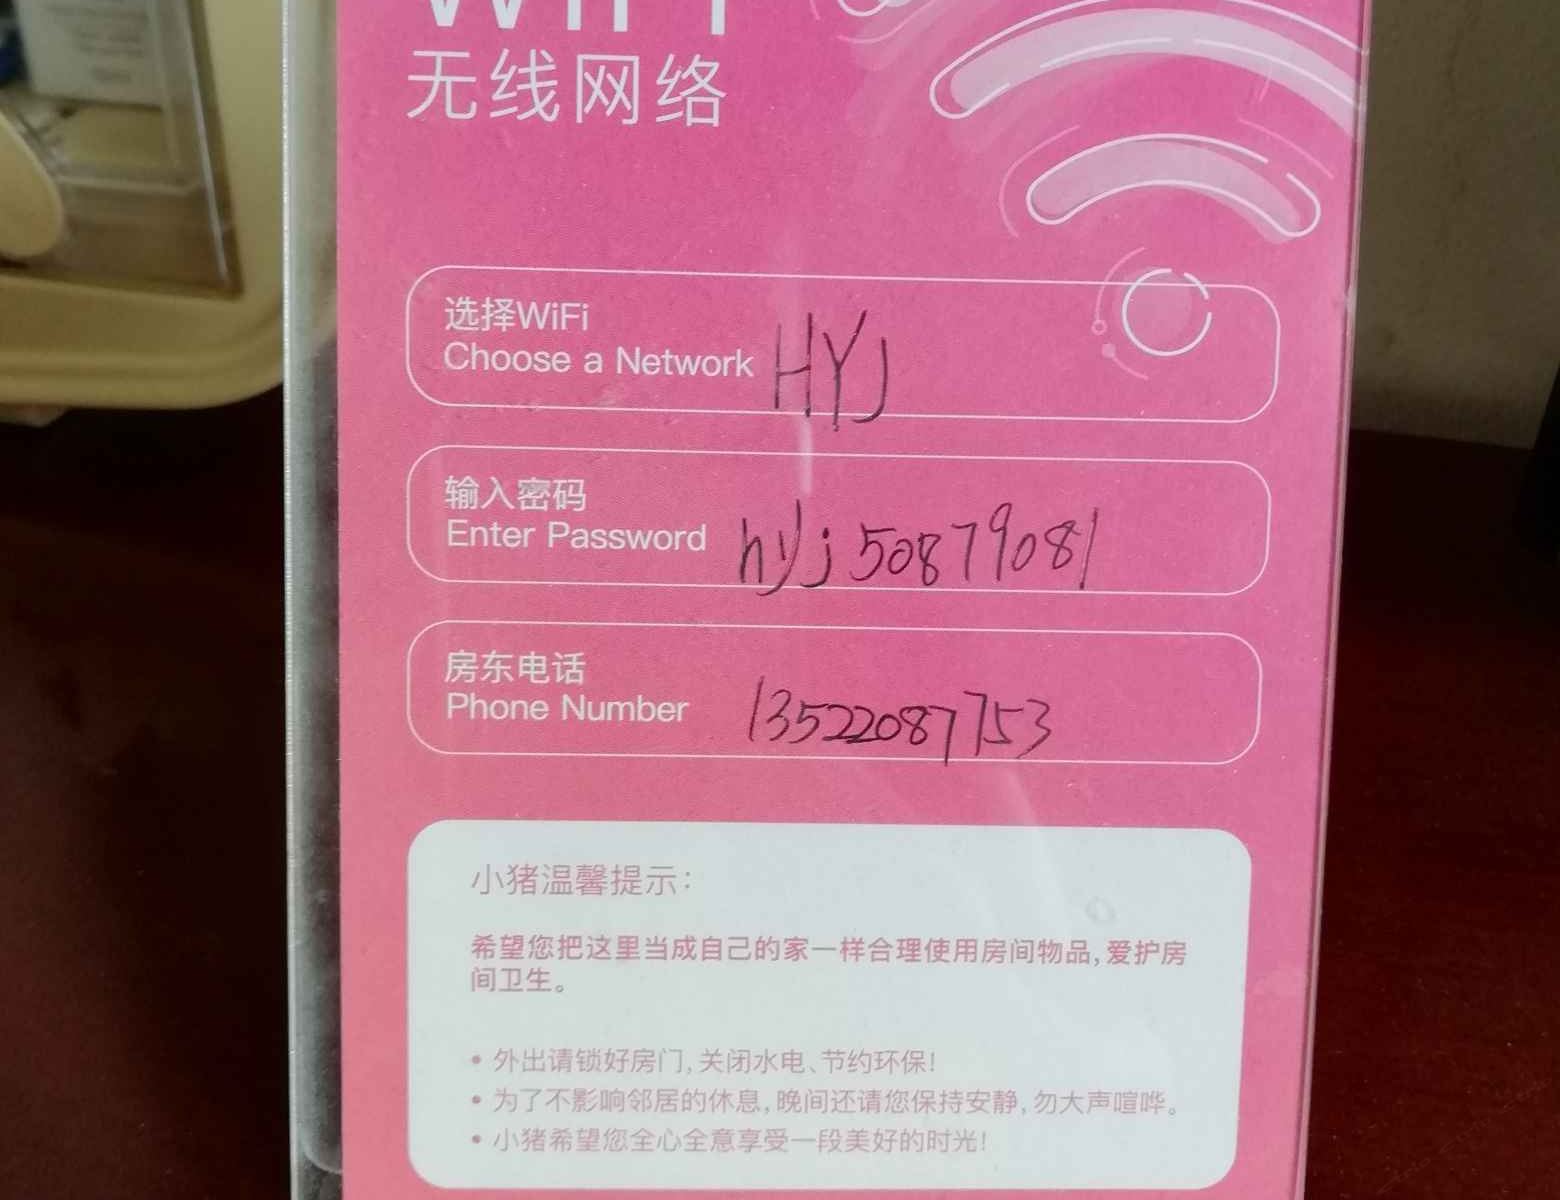 WiFi
无线网络
选择WiFi
Choose a Network HYJ
输入密码
Enter Password hyj50879081
房东电话
Phone Number 13522087753
小猪温馨提示：
希望您把这里当成自己的家一样合理使用房间物品，爱护房
间卫生。
• 外出请锁好房门，关闭水电、节约环保！
• 为了不影响邻居的休息，晚间还请您保持安静，勿大声喧哗。
• 小猪希望您全心全意享受一段美好的时光！